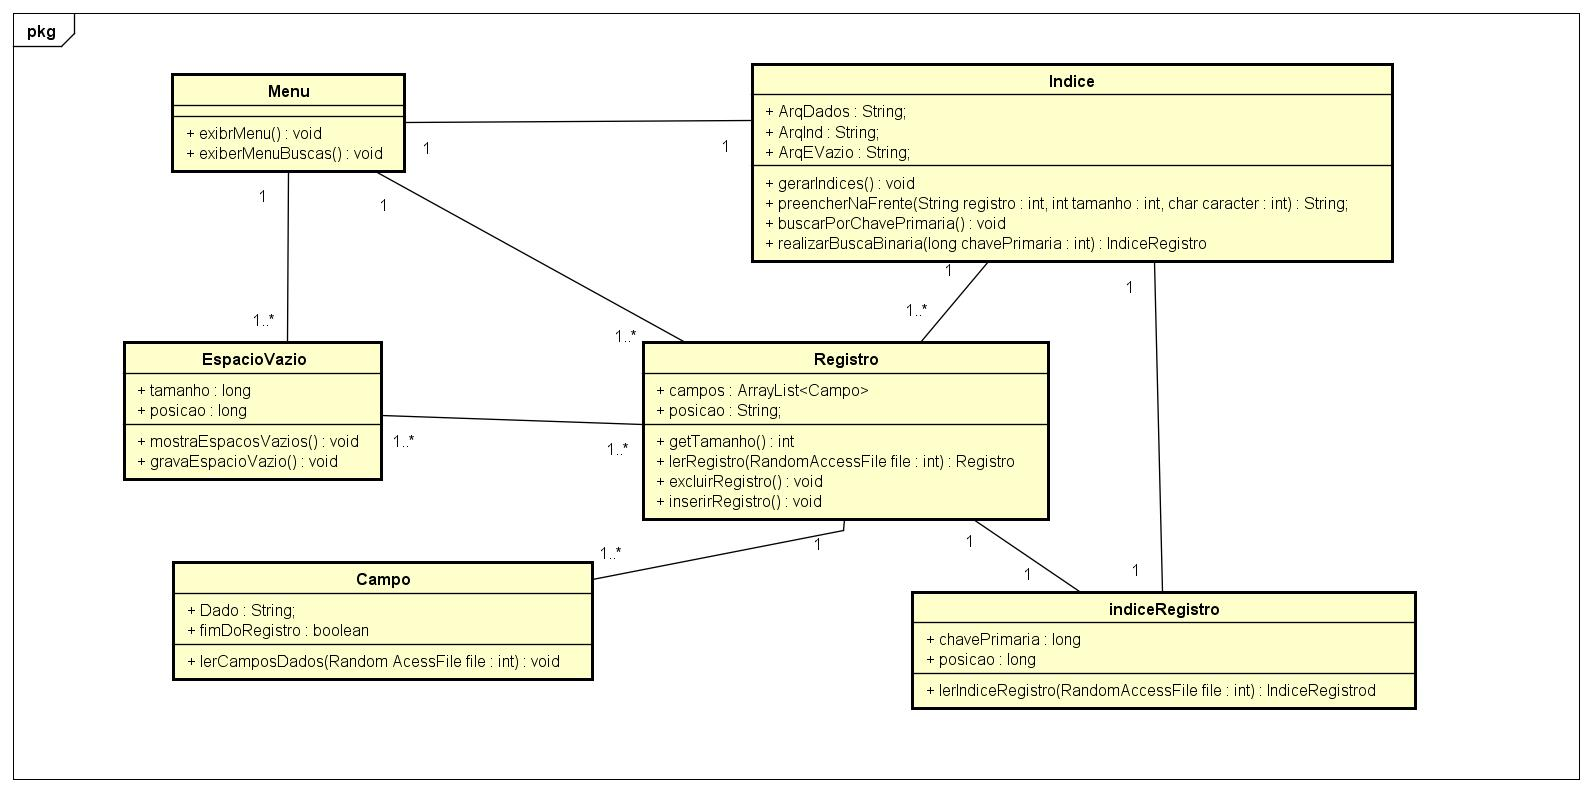 pkg
Menu
+ exibrMenu() : void
+ exiberMenuBuscas() : void
1
1
1
1
Indice
+ ArqDados : String;
+ ArqInd : String;
+ ArqEVazio : String;
+ gerarIndices() : void
+ preencherNaFrente(String registro : int, int tamanho : int, char caracter : int) : String;
+ buscarPorChavePrimaria() : void
+ realizarBuscaBinaria(long chavePrimaria : int) : IndiceRegistro
1
1
1..*
1..*
1..*
EspacioVazio
+ tamanho : long
+ posicao : long
+ mostraEspacosVazios() : void
+ gravaEspacioVazio() : void
1..*
1..*
Registro
+ campos : ArrayList<Campo>
+ posicao : String;
+ getTamanho() : int
+ lerRegistro(RandomAccessFile file : int) : Registro
+ excluirRegistro() : void
+ inserirRegistro() : void
1..*
1
1
1
1
Campo
+ Dado : String;
+ fimDoRegistro : boolean
+ lerCamposDados(Random AcessFile file : int) : void
indiceRegistro
+ chavePrimaria : long
+ posicao : long
+ lerIndiceRegistro(RandomAccessFile file : int) : IndiceRegistrod